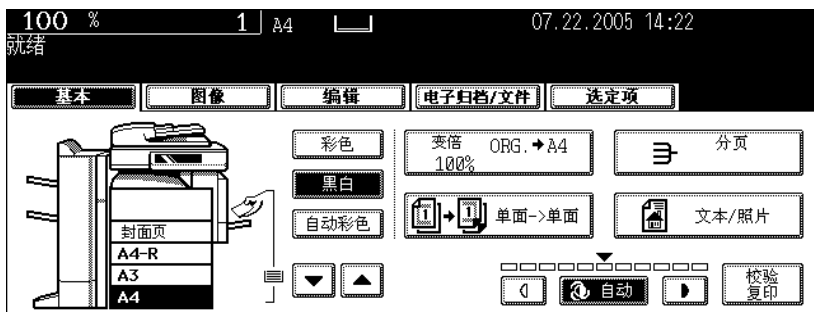 100 % 1 A4 07.22.2005 14:22
就绪
基本 图像 编辑 电子归档/文件 选定项
彩色
黑白
自动彩色
变倍 ORG.➔A4
100%
分页
1➔1 单面->单面
文本/照片
封面页
A4-R
A3
A4
自动
校验
复印